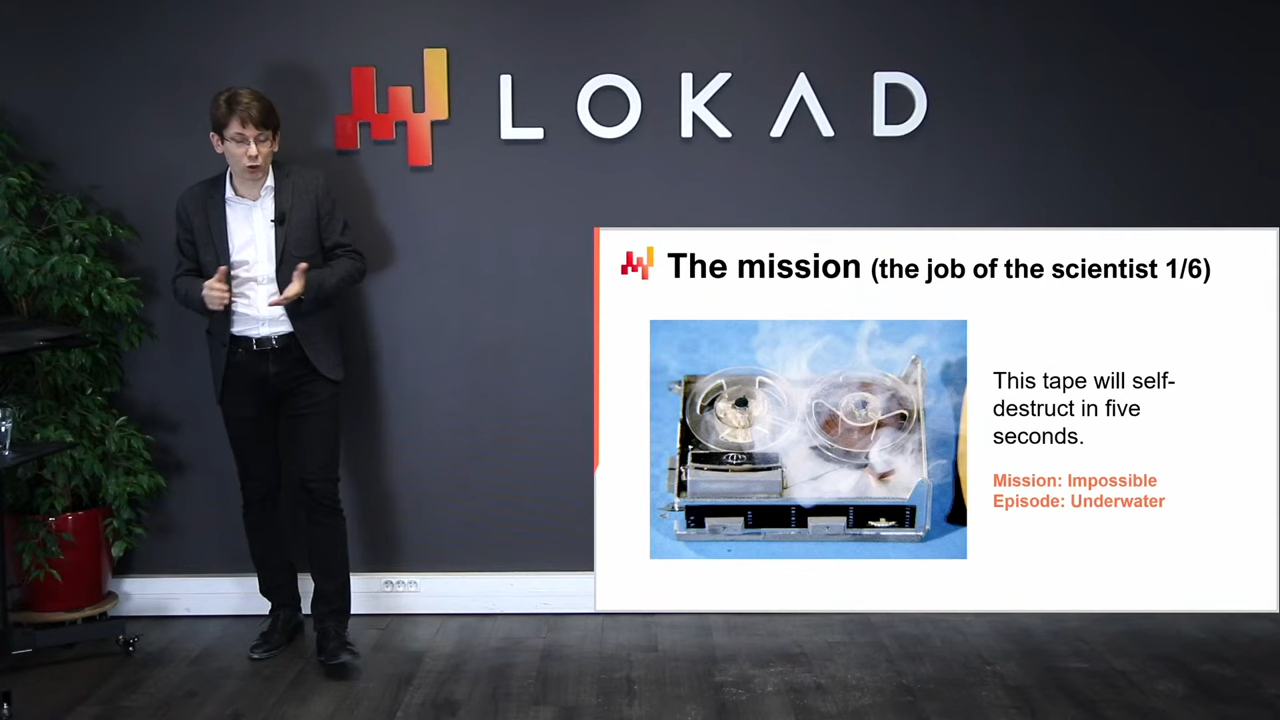 LOKAD
The mission (the job of the scientist 1/6)
This tape will self-
destruct in five
seconds.
Mission: Impossible
Episode: Underwater